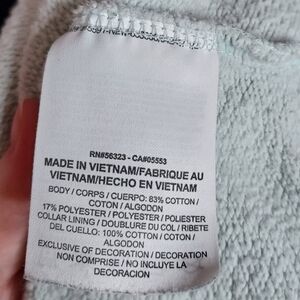 RN#56323 - CA#05553
MADE IN VIETNAM/FABRIQUE AU
VIETNAM/HECHO EN VIETNAM
BODY / CORPS / CUERPO: 83% COTTON /
COTON / ALGODON
17% POLYESTER / POLYESTER / POLIESTER
COLLAR LINING / DOUBLURE DU COL / RIBETE
DEL CUELLO: 100% COTTON / COTON /
ALGODON
EXCLUSIVE OF DECORATION / DECORATION
NON COMPRISE / NO INCLUYE LA
DECORACION